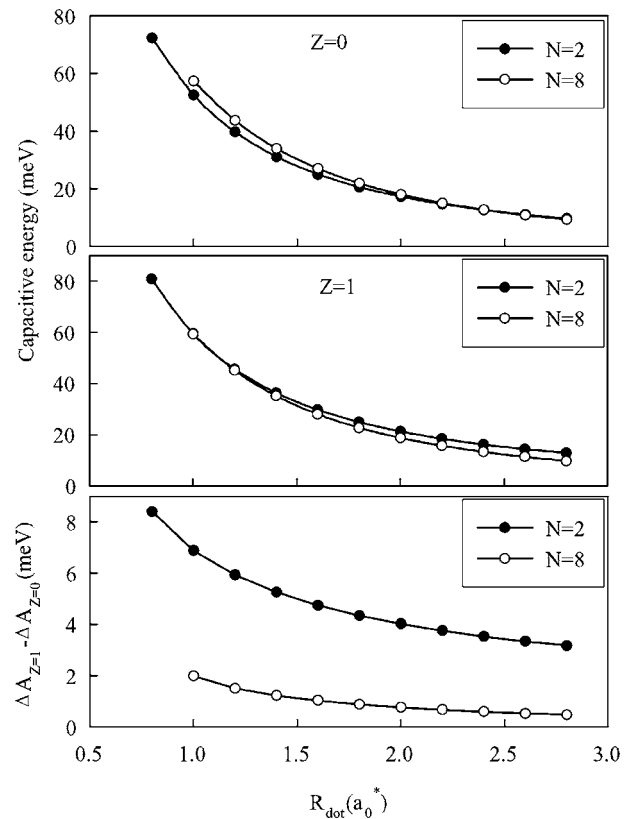 80
60
40
20
0
Z=0
N=2
N=8
Capacitive energy (meV)
80
60
40
20
0
Z=1
N=2
N=8
ΔA_{Z=1}-ΔA_{Z=0}(meV)
8
6
4
2
0
N=2
N=8
0.5 1.0 1.5 2.0 2.5 3.0
R_{dot}(a_0^*)